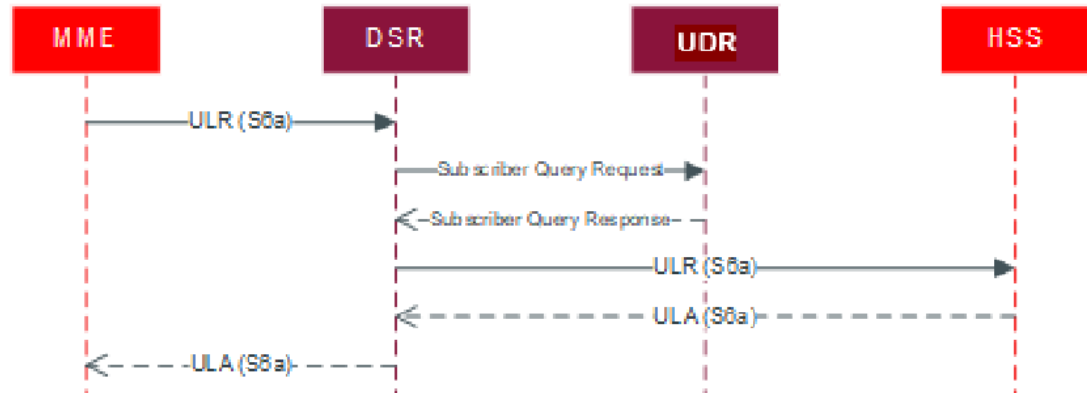 MME DSR UDR HSS
ULR (S6a)
Subscriber Query Request
Subscriber Query Response
ULR (S6a)
ULA (S6a)
ULA (S6a)